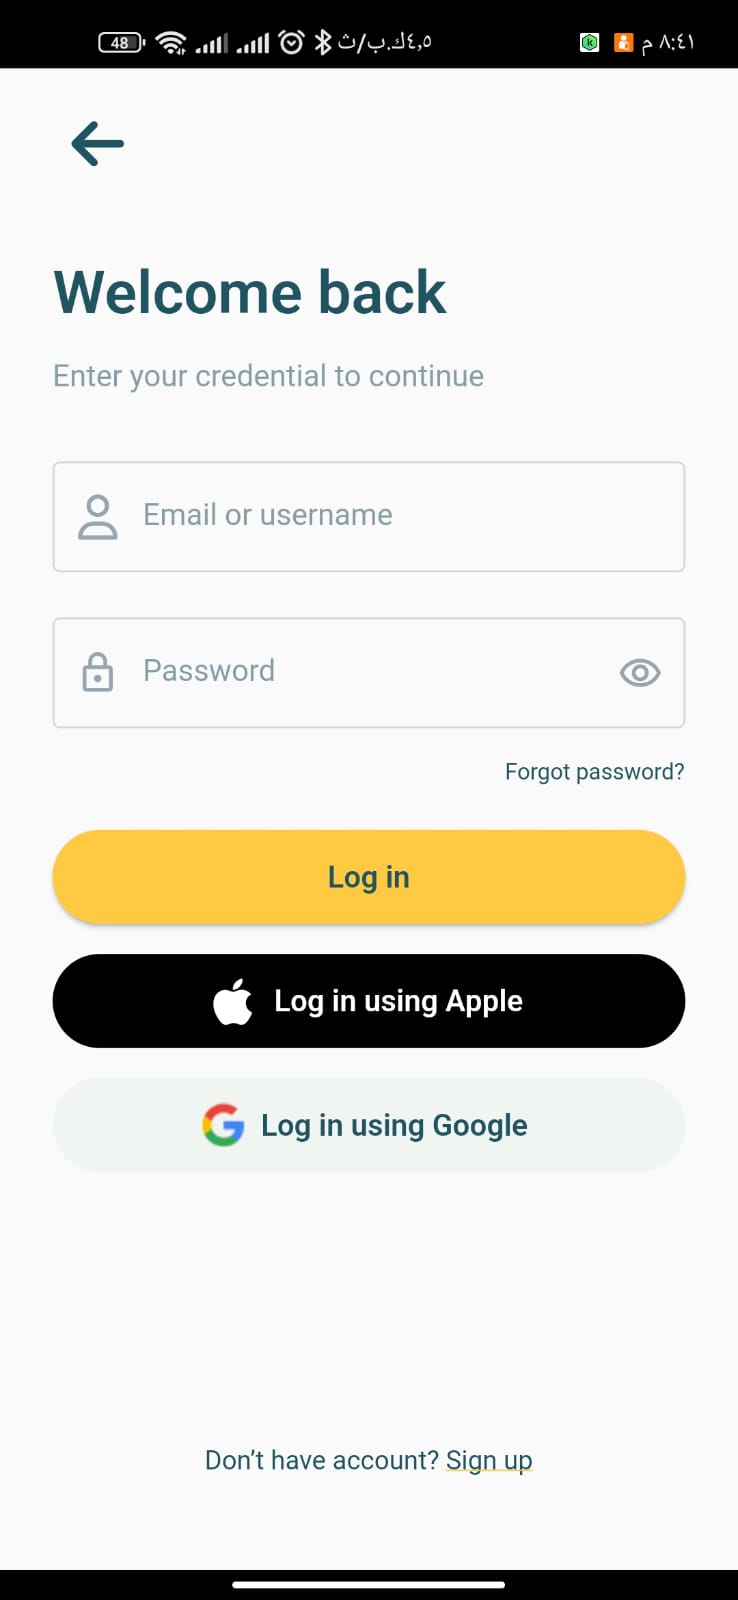 48 ٤,٥ك.ب/ث ٨:٤١ م
Welcome back
Enter your credential to continue
Email or username
Password
Forgot password?
Log in
Log in using Apple
Log in using Google
Don’t have account? Sign up